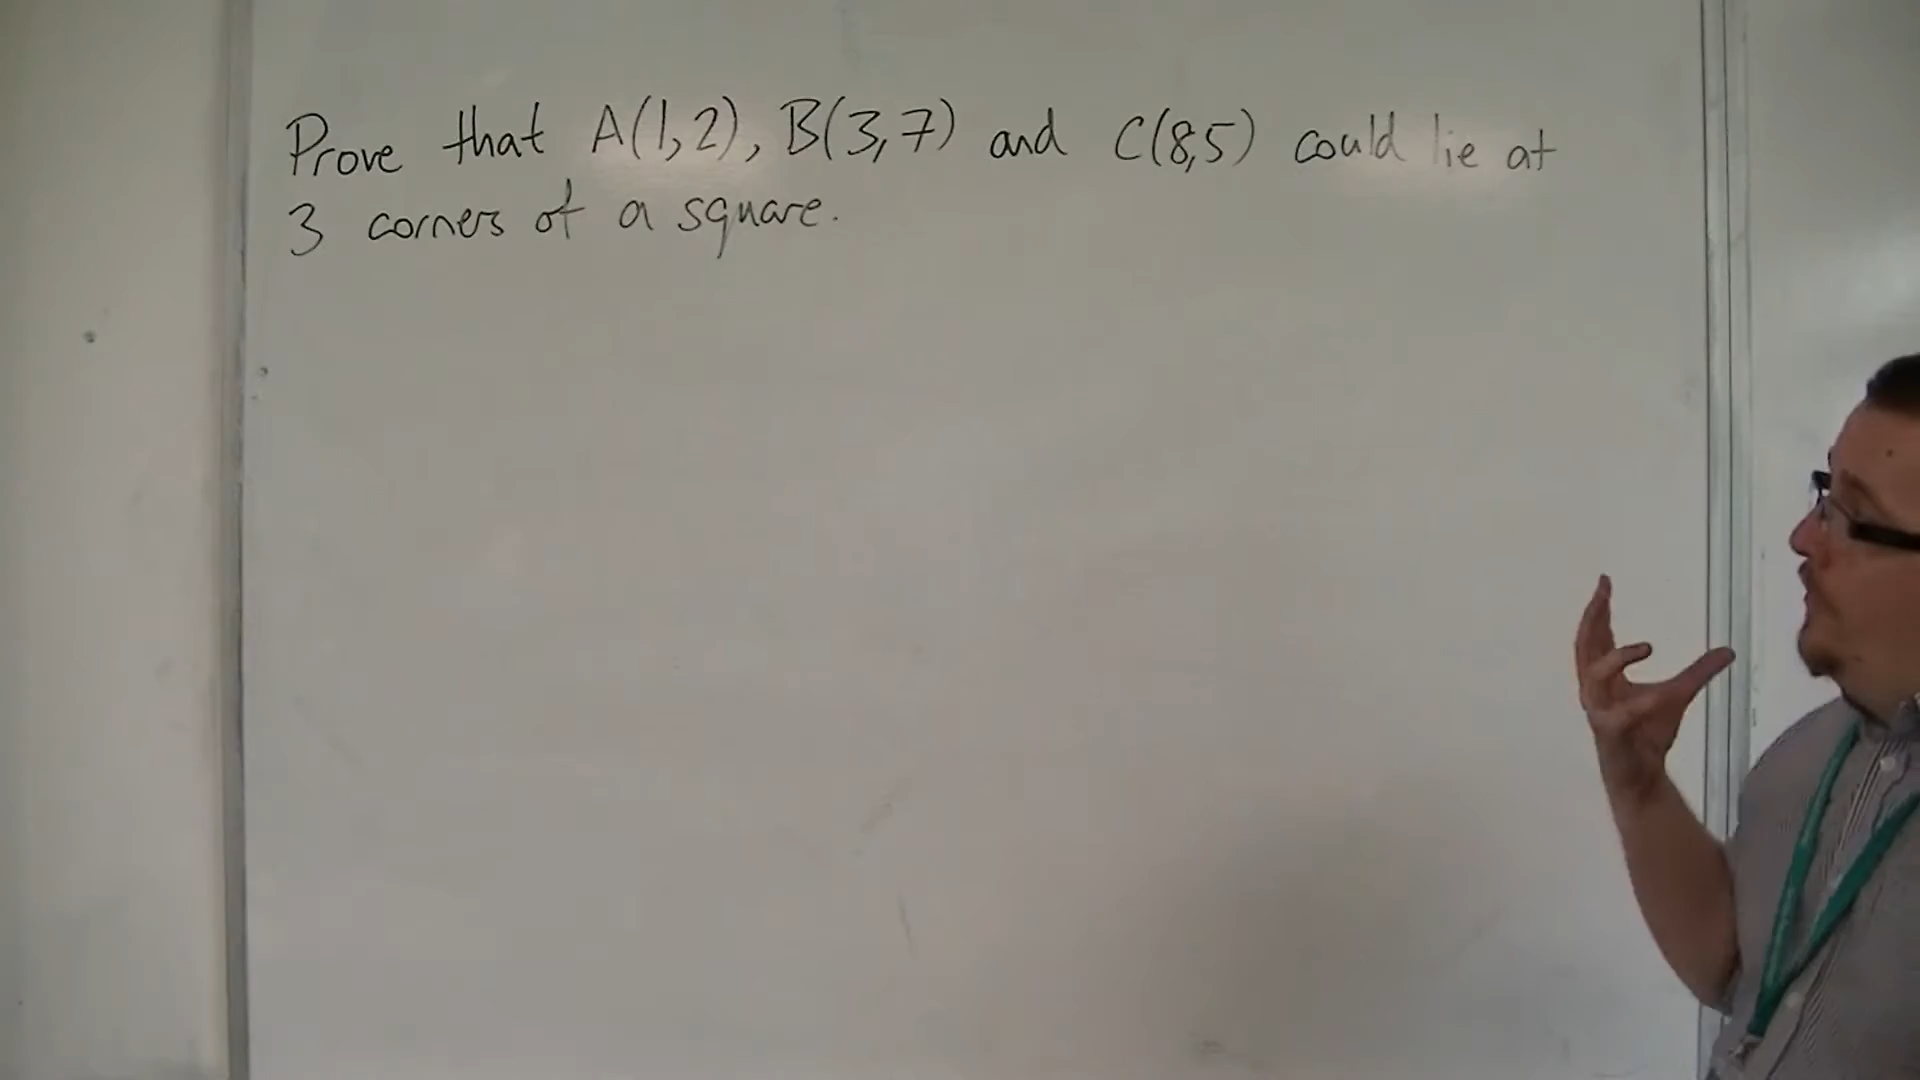 Prove that A(1,2), B(3,7) and C(8,5) could lie at
3 corners of a square.